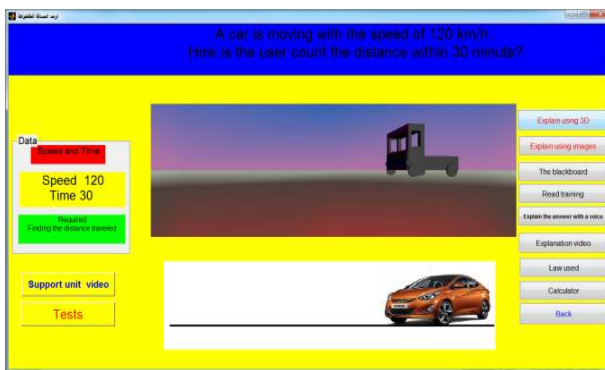 أوجد المسافة المقطوعة
A car is moving with the speed of 120 km/h .
How is the user count the distance within 30 minute?
Data
Speed and Time
Speed 120
Time 30
Required
Finding the distance traveled
Support unit video
Tests
Explain using 3D
Explain using images
The blackboard
Read training
Explain the answer with a voice
Explanation video
Law used
Calculator
Back